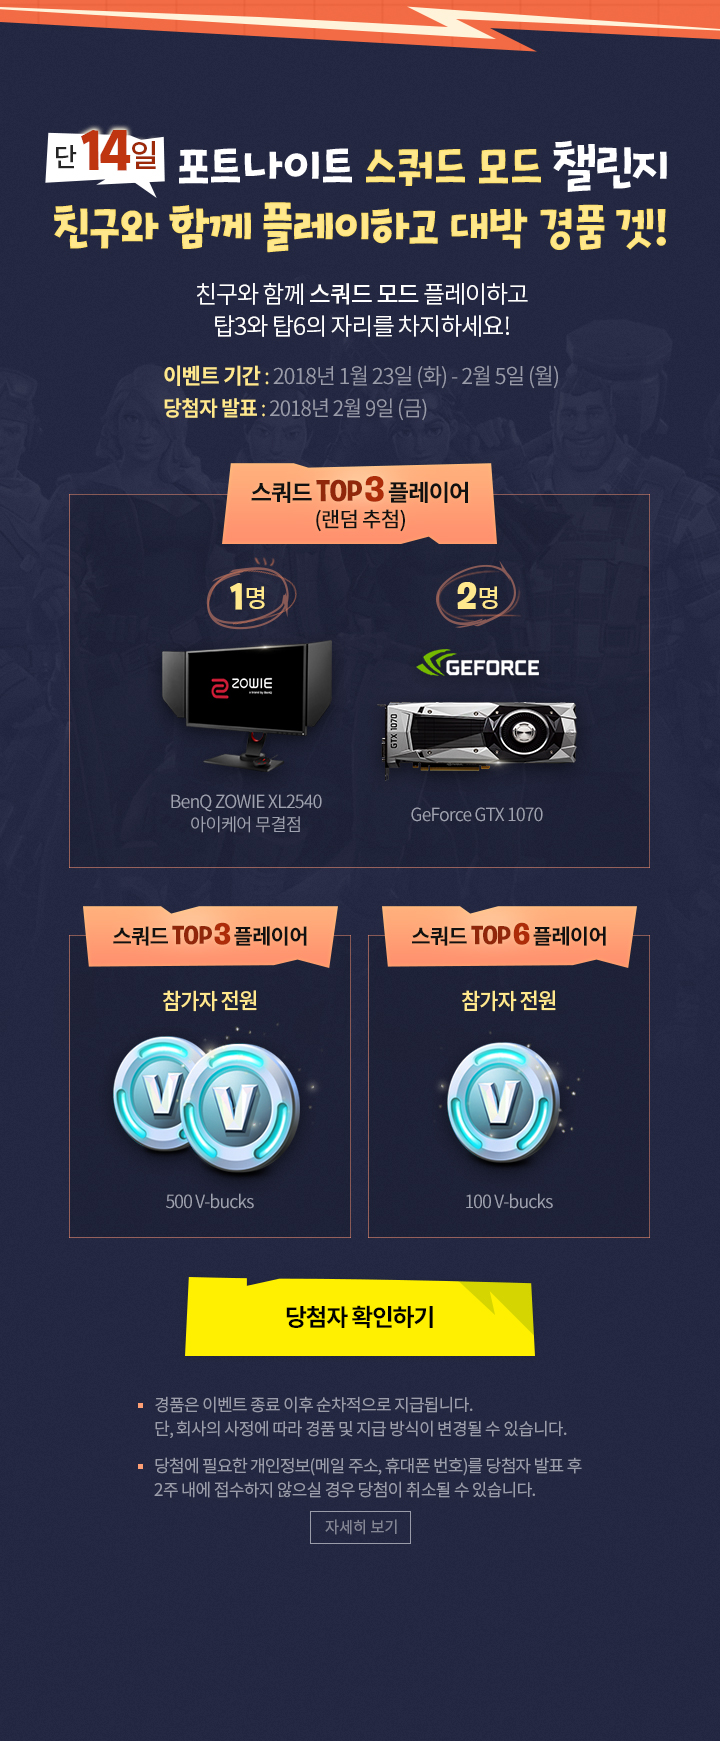 단 14일 포트나이트 스쿼드 모드 챌린지
친구와 함께 플레이하고 대박 경품 겟!
친구와 함께 스쿼드 모드 플레이하고
탑3와 탑6의 자리를 차지하세요!
이벤트 기간 : 2018년 1월 23일 (화) - 2월 5일 (월)
당첨자 발표 : 2018년 2월 9일 (금)
스쿼드 TOP 3 플레이어
(랜덤 추첨)
1명
2명
ZOWIE
GEFORCE
GTX 1070
BenQ ZOWIE XL2540
아이케어 무결점
GeForce GTX 1070
스쿼드 TOP 3 플레이어
스쿼드 TOP 6 플레이어
참가자 전원
참가자 전원
V
V
V
500 V-bucks
100 V-bucks
당첨자 확인하기
경품은 이벤트 종료 이후 순차적으로 지급됩니다.
단, 회사의 사정에 따라 경품 및 지급 방식이 변경될 수 있습니다.
당첨에 필요한 개인정보(메일 주소, 휴대폰 번호)를 당첨자 발표 후
2주 내에 접수하지 않으실 경우 당첨이 취소될 수 있습니다.
자세히 보기